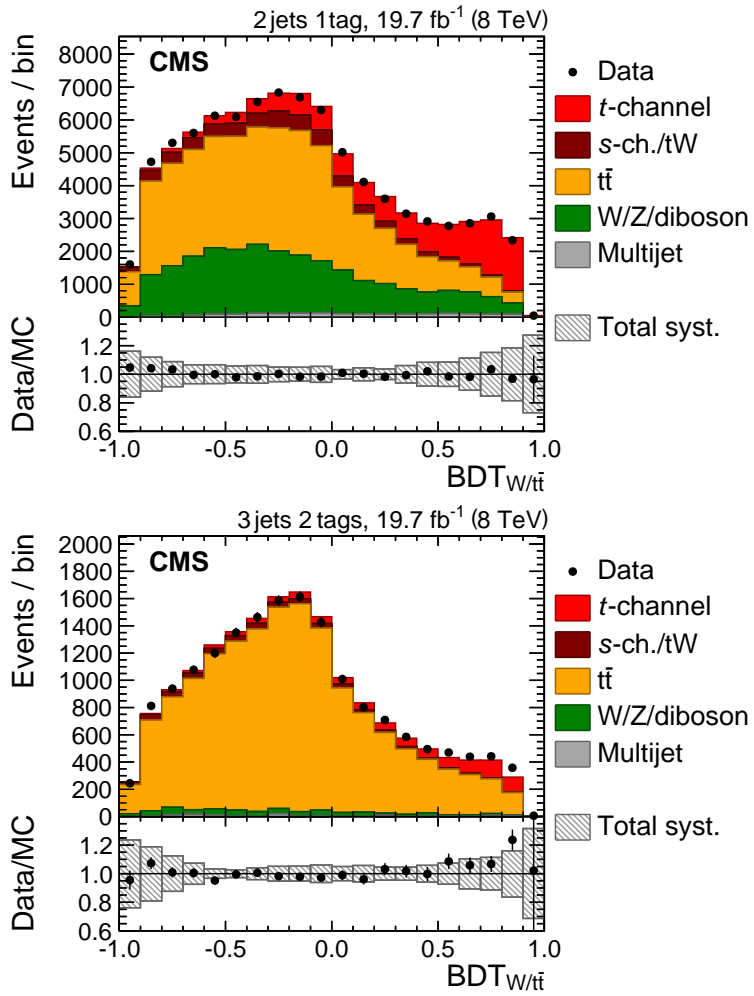 2 jets 1 tag, 19.7 fb⁻¹ (8 TeV)
CMS
Events / bin
8000
7000
6000
5000
4000
3000
2000
1000
0
Data
t-channel
s-ch./tW
tt̄
W/Z/diboson
Multijet
Data/MC
1.2
1.0
0.8
0.6
Total syst.
-1.0 -0.5 0.0 0.5 1.0
BDT_W/tt̄
3 jets 2 tags, 19.7 fb⁻¹ (8 TeV)
CMS
Events / bin
2000
1800
1600
1400
1200
1000
800
600
400
200
0
Data
t-channel
s-ch./tW
tt̄
W/Z/diboson
Multijet
Data/MC
1.2
1.0
0.8
0.6
Total syst.
-1.0 -0.5 0.0 0.5 1.0
BDT_W/tt̄